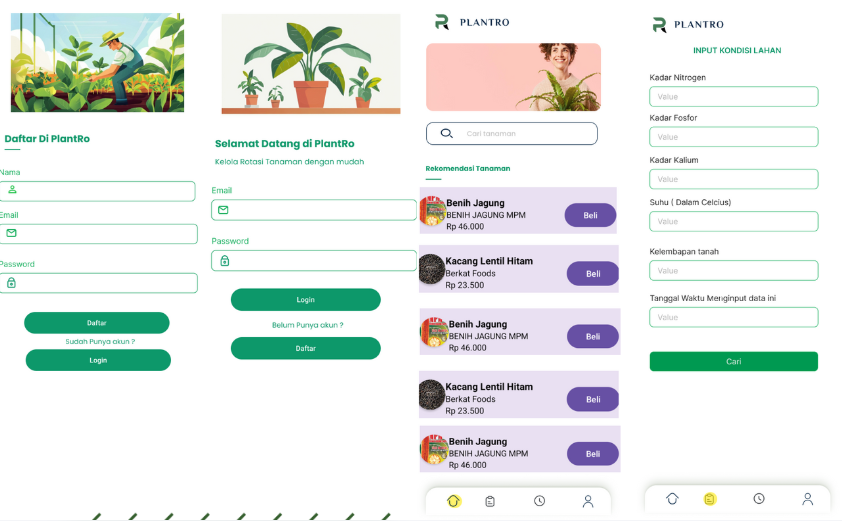 Daftar Di PlantRo
Nama
Email
Password
Daftar
Sudah Punya akun ?
Login
Selamat Datang di PlantRo
Kelola Rotasi Tanaman dengan mudah
Email
Password
Login
Belum Punya akun ?
Daftar
PLANTRO
Cari tanaman
Rekomendasi Tanaman
Benih Jagung
BENIH JAGUNG MPM
Rp 46.000
Beli
Kacang Lentil Hitam
Berkat Foods
Rp 23.500
Beli
Benih Jagung
BENIH JAGUNG MPM
Rp 46.000
Beli
Kacang Lentil Hitam
Berkat Foods
Rp 23.500
Beli
Benih Jagung
BENIH JAGUNG MPM
Rp 46.000
Beli
PLANTRO
INPUT KONDISI LAHAN
Kadar Nitrogen
Value
Kadar Fosfor
Value
Kadar Kalium
Value
Suhu ( Dalam Celcius)
Value
Kelembapan tanah
Value
Tanggal Waktu Menginput data ini
Value
Cari